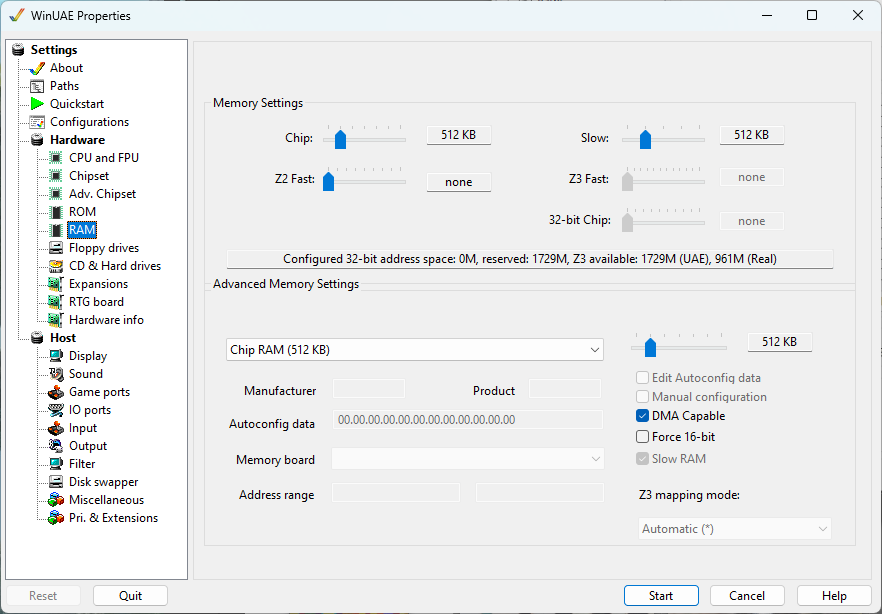 WinUAE Properties
Settings
About
Paths
Quickstart
Configurations
Hardware
CPU and FPU
Chipset
Adv. Chipset
ROM
RAM
Floppy drives
CD & Hard drives
Expansions
RTG board
Hardware info
Host
Display
Sound
Game ports
IO ports
Input
Output
Filter
Disk swapper
Miscellaneous
Pri. & Extensions
Memory Settings
Chip: 512 KB Slow: 512 KB
Z2 Fast: none Z3 Fast: none
32-bit Chip: none
Configured 32-bit address space: 0M, reserved: 1729M, Z3 available: 1729M (UAE), 961M (Real)
Advanced Memory Settings
Chip RAM (512 KB) 512 KB
Manufacturer Product
Autoconfig data 00.00.00.00.00.00.00.00.00.00.00.00
Memory board
Address range
Edit Autoconfig data
Manual configuration
DMA Capable
Force 16-bit
Slow RAM
Z3 mapping mode:
Automatic (*)
Reset Quit Start Cancel Help